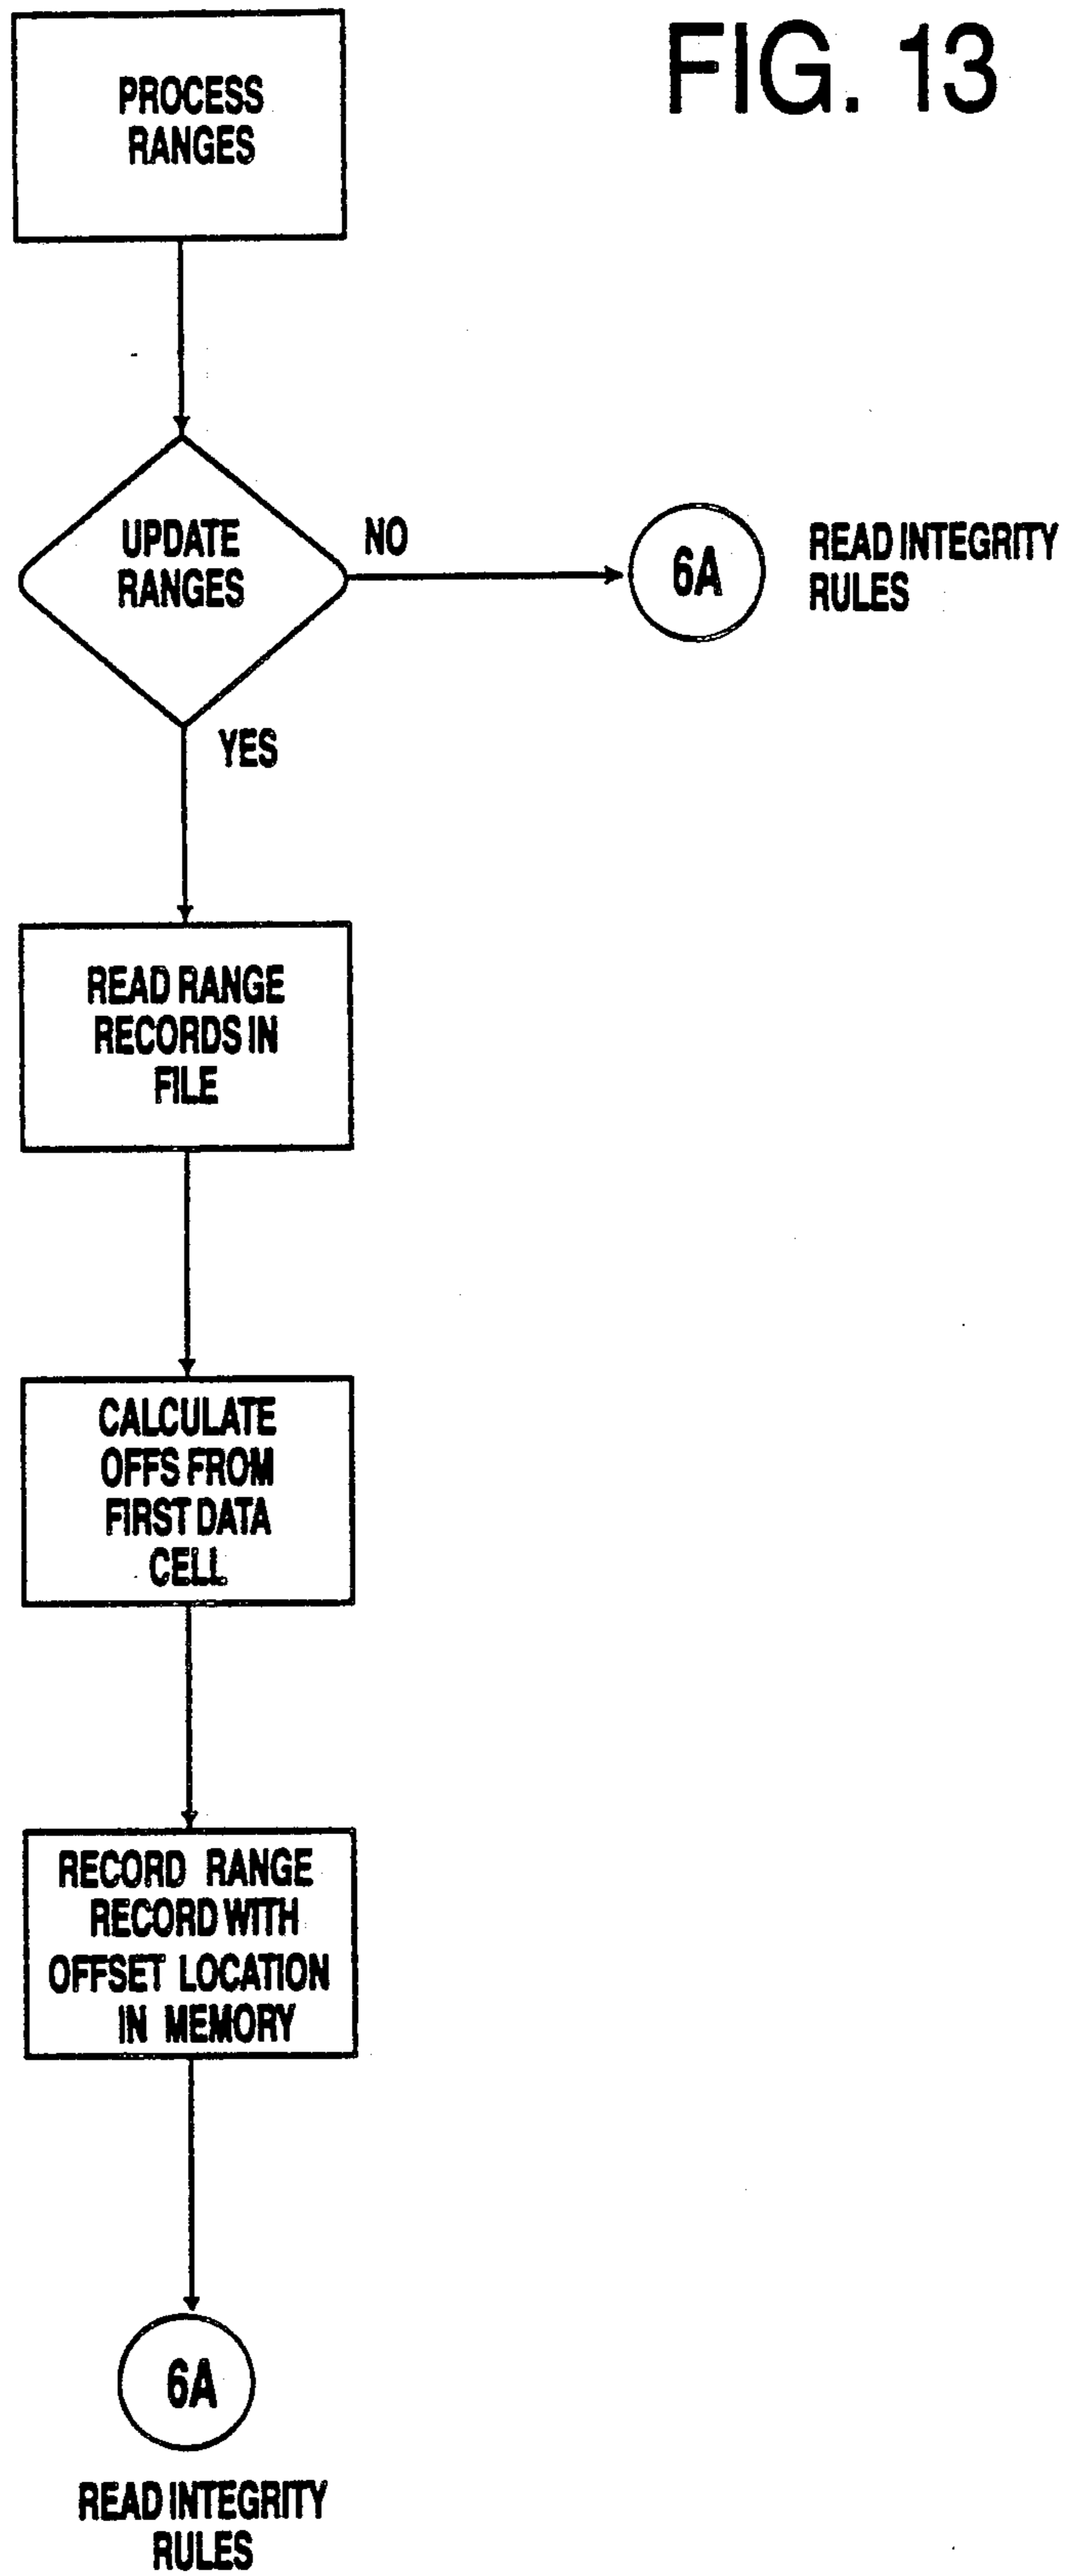 FIG. 13
PROCESS
RANGES
UPDATE
RANGES
NO
6A
READ INTEGRITY
RULES
YES
READ RANGE
RECORDS IN
FILE
CALCULATE
OFFS FROM
FIRST DATA
CELL
RECORD RANGE
RECORD WITH
OFFSET LOCATION
IN MEMORY
6A
READ INTEGRITY
RULES